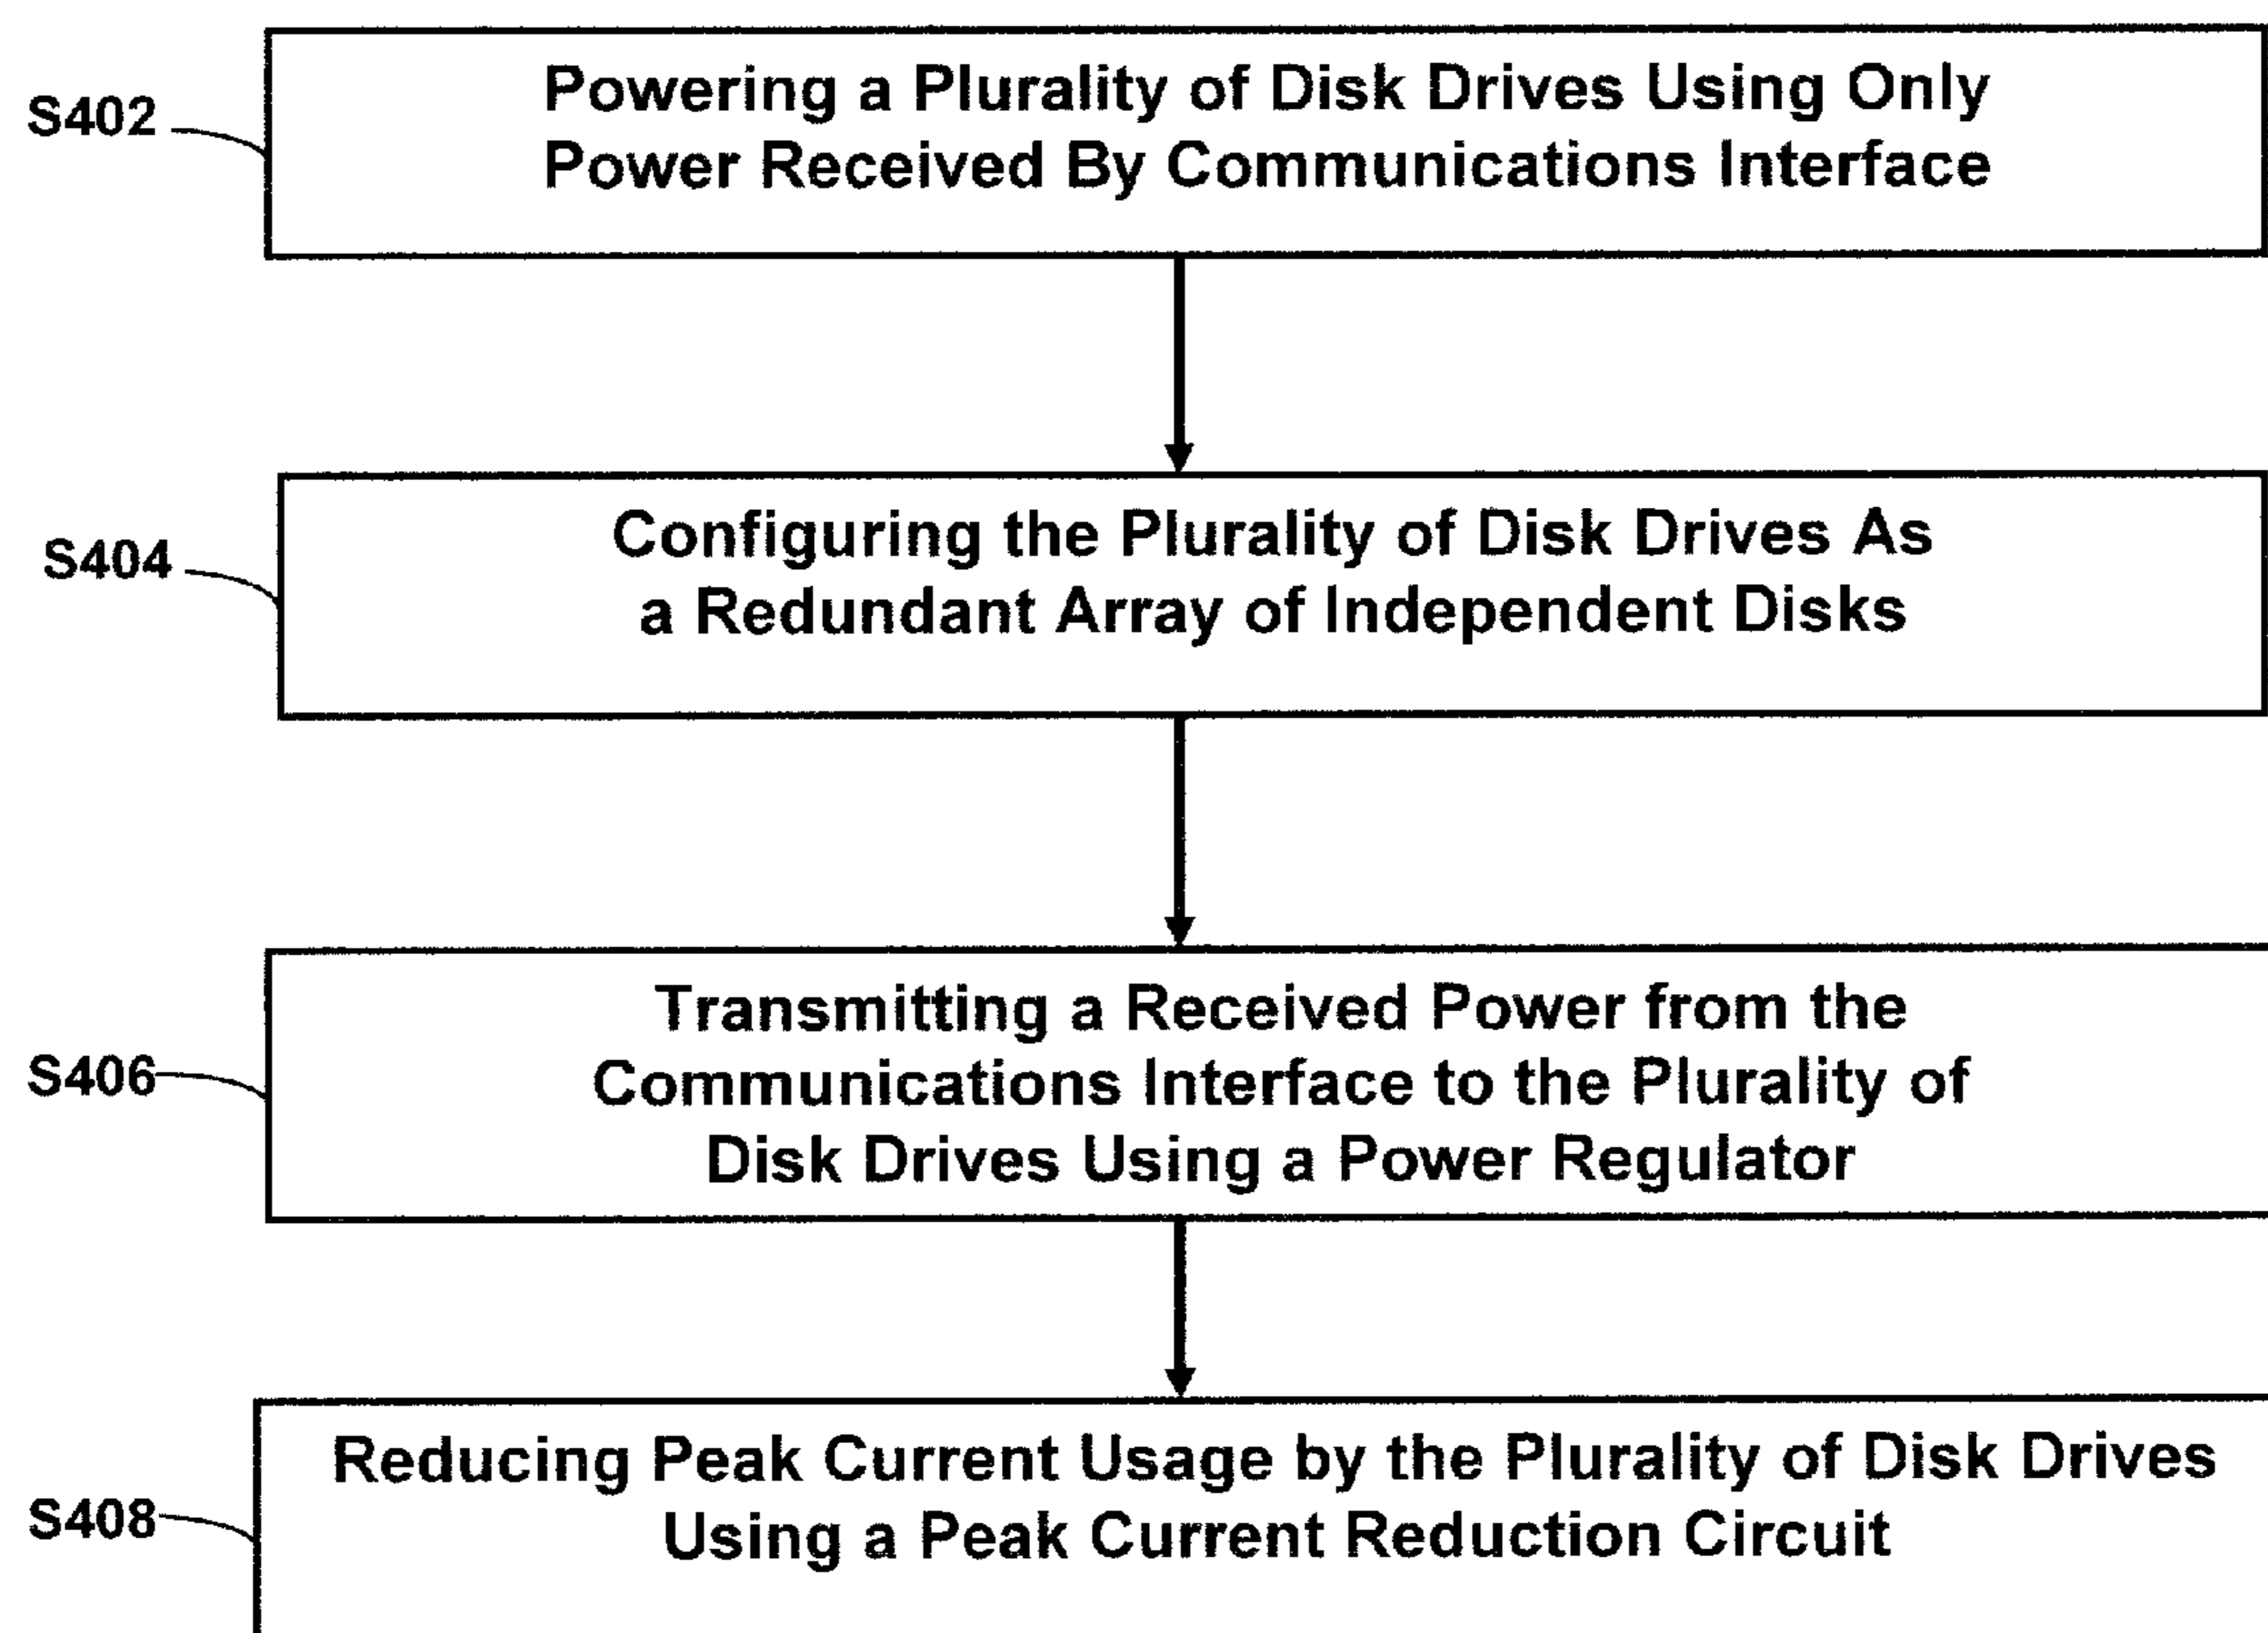 S402
Powering a Plurality of Disk Drives Using Only
Power Received By Communications Interface
S404
Configuring the Plurality of Disk Drives As
a Redundant Array of Independent Disks
S406
Transmitting a Received Power from the
Communications Interface to the Plurality of
Disk Drives Using a Power Regulator
S408
Reducing Peak Current Usage by the Plurality of Disk Drives
Using a Peak Current Reduction Circuit